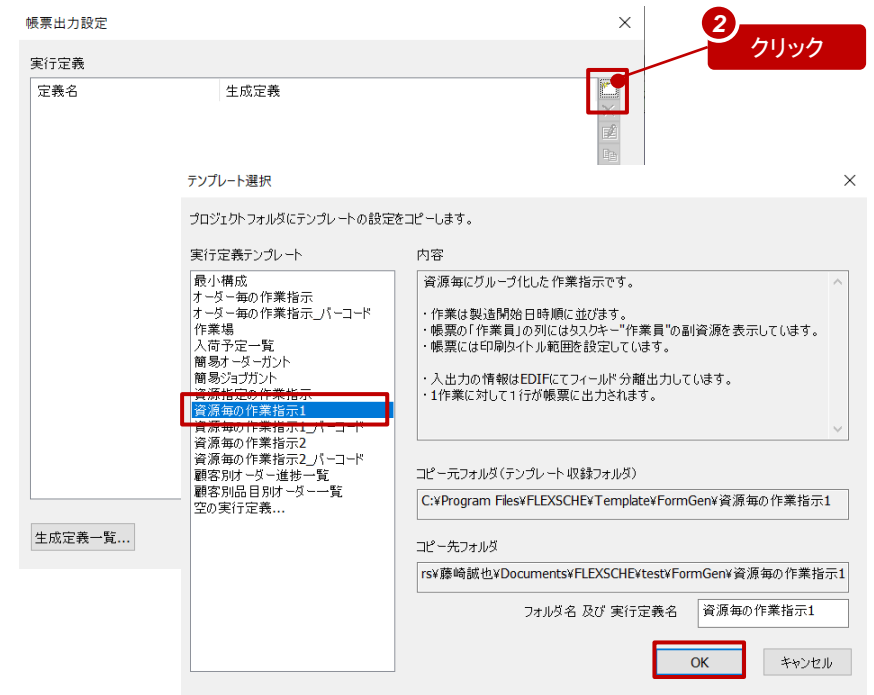 帳票出力設定
2
クリック
実行定義
定義名
生成定義
テンプレート選択
プロジェクトフォルダにテンプレートの設定をコピーします。
実行定義テンプレート
内容
最小構成
オーダー毎の作業指示
オーダー毎の作業指示_バーコード
作業場
入荷予定一覧
簡易オーダーガント
簡易ジョブガント
資源指定の作業指示
資源毎の作業指示1
資源毎の作業指示1_バーコード
資源毎の作業指示2
資源毎の作業指示2_バーコード
顧客別オーダー進捗一覧
顧客別品目別オーダー一覧
空の実行定義...
資源毎にグループ化した作業指示です。
・作業は製造開始日時順に並びます。
・帳票の「作業員」の列にはタスクキー"作業員"の副資源を表示しています。
・帳票には印刷タイトル範囲を設定しています。
・入出力の情報はEDIFにてフィールド分離出力しています。
・1作業に対して1行が帳票に出力されます。
コピー元フォルダ(テンプレート収録フォルダ)
C:¥Program Files¥FLEXSCHE¥Template¥FormGen¥資源毎の作業指示1
コピー先フォルダ
rs¥藤崎誠也¥Documents¥FLEXSCHE¥test¥FormGen¥資源毎の作業指示1
フォルダ名 及び 実行定義名
資源毎の作業指示1
生成定義一覧...
OK
キャンセル